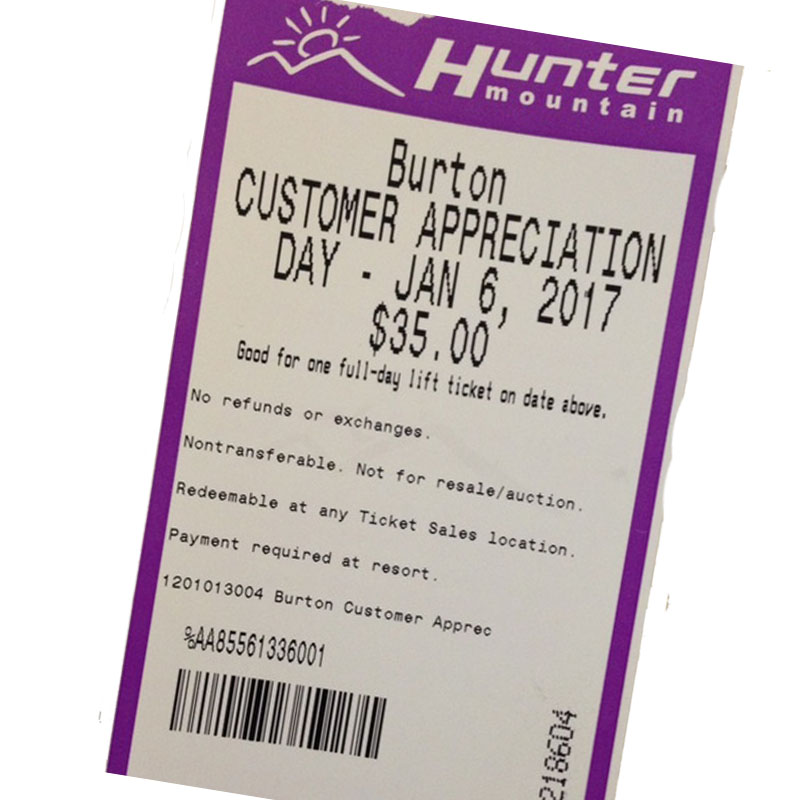 Hunter
mountain
Burton
CUSTOMER APPRECIATION
DAY - JAN 6, 2017
$35.00
Good for one full-day lift ticket on date above.
No refunds or exchanges.
Nontransferable. Not for resale/auction.
Redeemable at any Ticket Sales location.
Payment required at resort.
1201013004 Burton Customer Apprec
%AA85561336001
218604